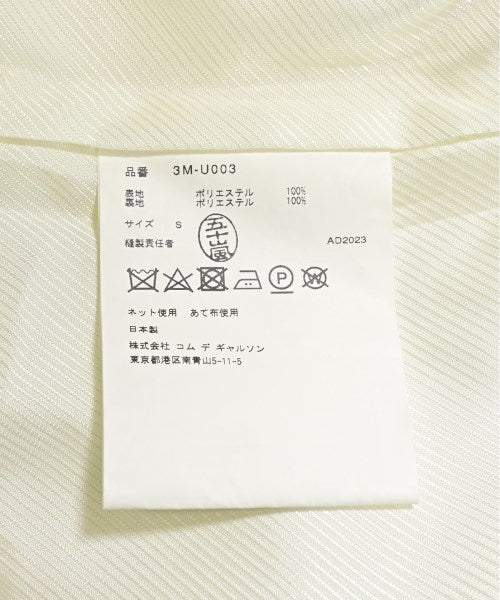 品番 3M-U003
表地 ポリエステル 100%
裏地 ポリエステル 100%
サイズ S
縫製責任者 五十嵐 AD2023
P W
ネット使用 あて布使用
日本製
株式会社 コム デ ギャルソン
東京都港区南青山5-11-5